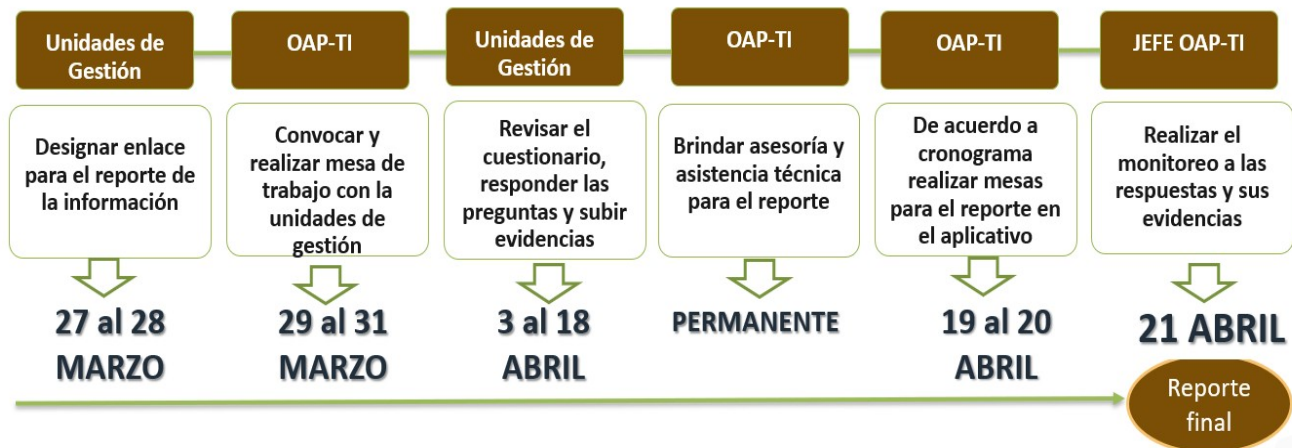 Unidades de
Gestión
OAP-TI
Unidades de
Gestión
OAP-TI
OAP-TI
JEFE OAP-TI
Designar enlace
para el reporte de
la información
Convocar y
realizar mesa de
trabajo con la
unidades de
gestión
Revisar el
cuestionario,
responder las
preguntas y subir
evidencias
Brindar asesoría y
asistencia técnica
para el reporte
De acuerdo a
cronograma
realizar mesas
para el reporte en
el aplicativo
Realizar el
monitoreo a las
respuestas y sus
evidencias
27 al 28
MARZO
29 al 31
MARZO
3 al 18
ABRIL
PERMANENTE
19 al 20
ABRIL
21 ABRIL
Reporte
final